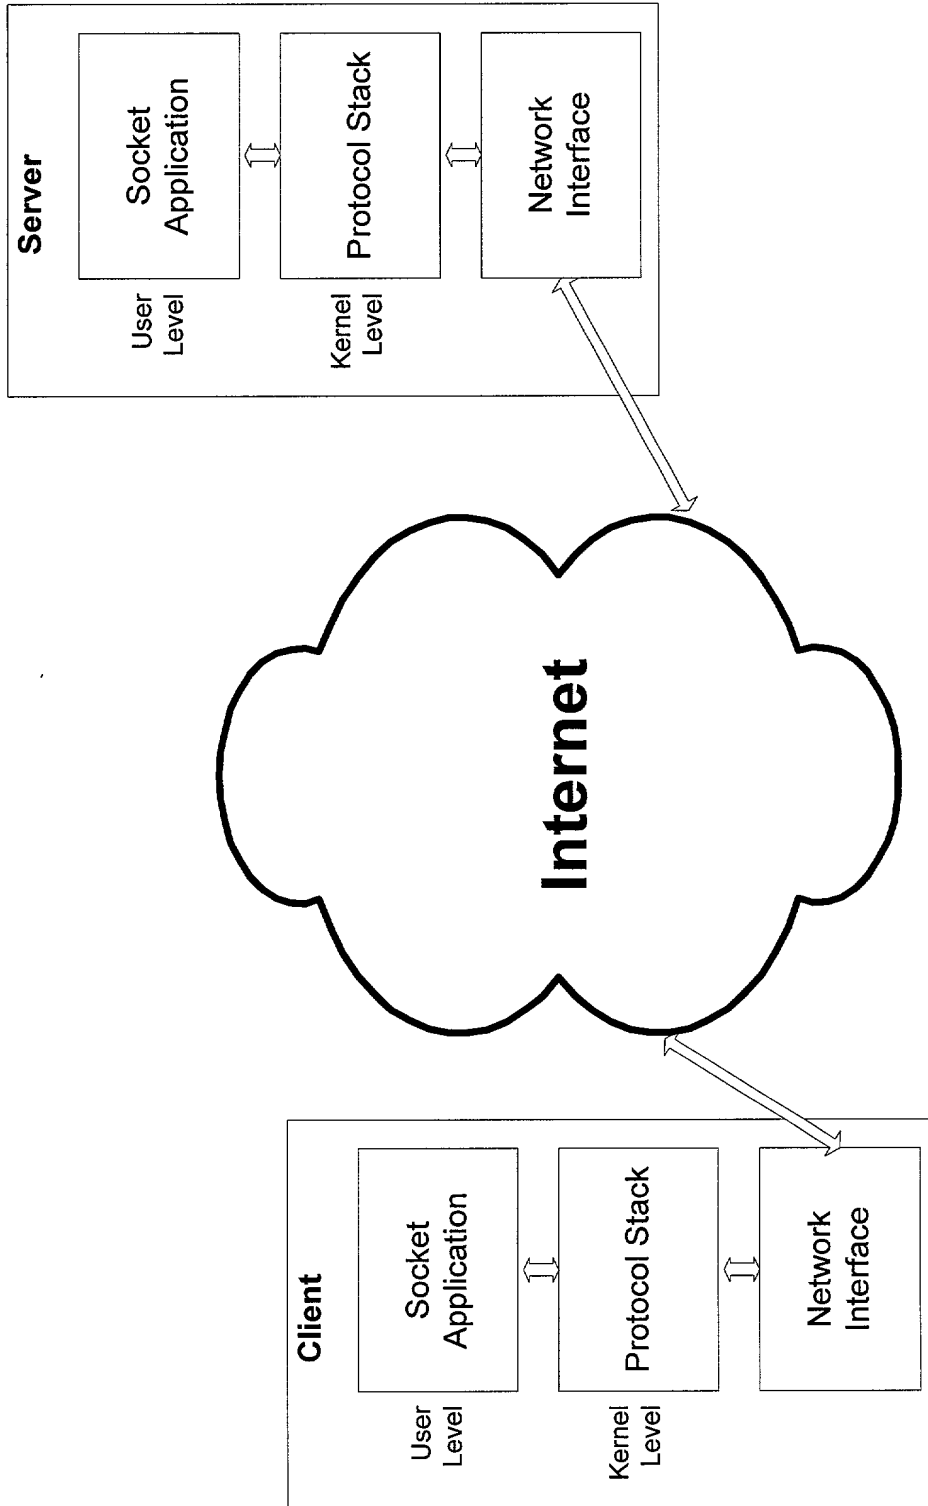 Client
User
Level
Socket
Application
Kernel
Level
Protocol Stack
Network
Interface
Internet
Server
User
Level
Socket
Application
Kernel
Level
Protocol Stack
Network
Interface